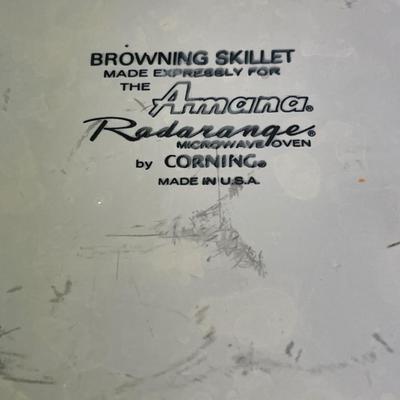 BROWNING SKILLET
MADE EXPRESSLY FOR
THE Amana®
Radarange®
MICROWAVE OVEN
by CORNING®
MADE IN U.S.A.